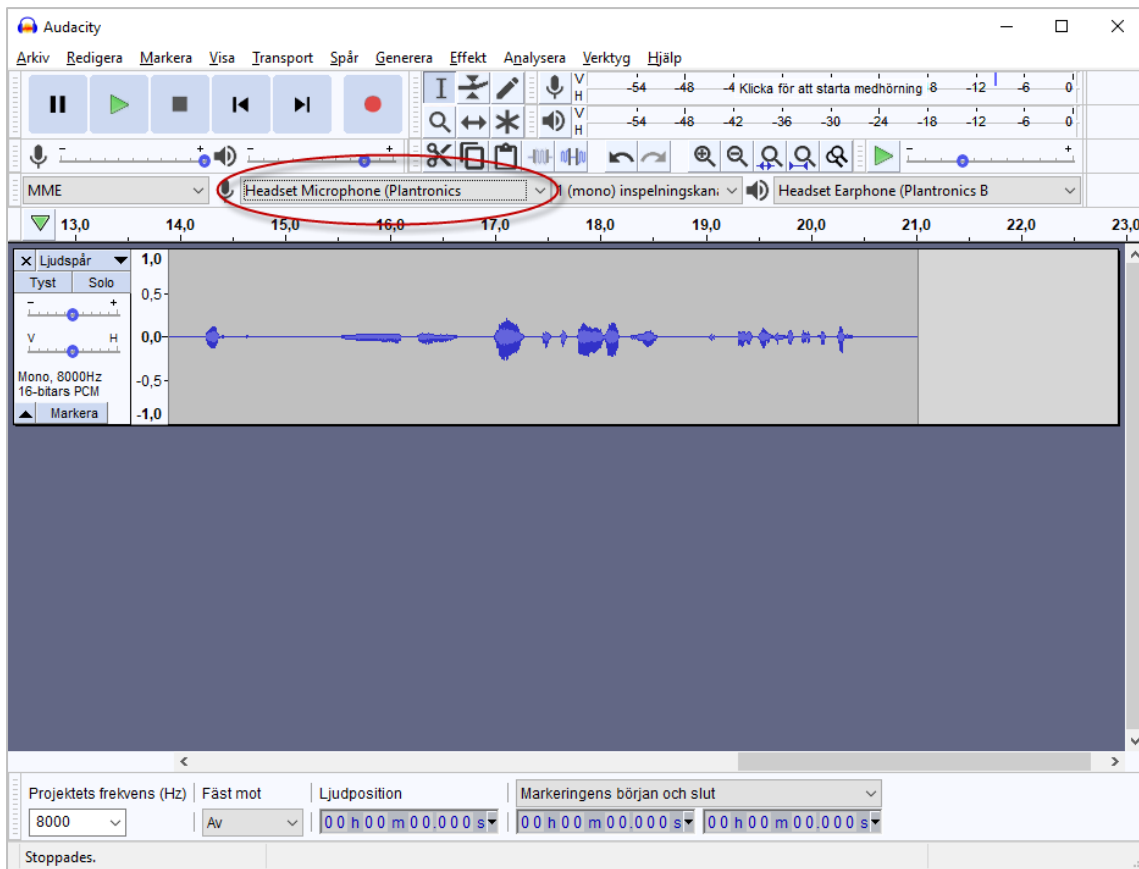 Audacity
Arkiv Redigera Markera Visa Transport Spår Generera Effekt Analysera Verktyg Hjälp
V H -54 -48 -4 Klicka för att starta medhörning 8 -12 -6 0
V H -54 -48 -42 -36 -30 -24 -18 -12 -6 0
- + - + - +
MME Headset Microphone (Plantronics 1 (mono) inspelningskan Headset Earphone (Plantronics B
13,0 14,0 15,0 16,0 17,0 18,0 19,0 20,0 21,0 22,0 23,0
Ljudspår 1,0
Tyst Solo
- + 0,5
V H 0,0
Mono, 8000Hz
16-bitars PCM -0,5
Markera -1,0
Projektets frekvens (Hz) Fäst mot Ljudposition Markeringens början och slut
8000 Av 00 h 00 m 00.000 s 00 h 00 m 00.000 s 00 h 00 m 00.000 s
Stoppades.